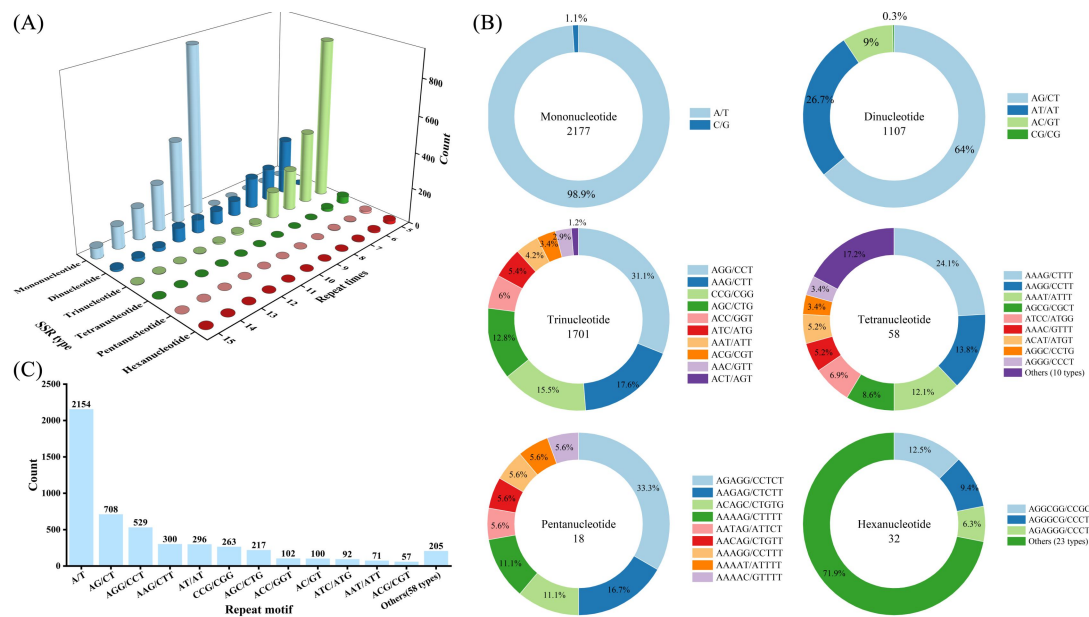 (A)
800
600
400
200
0
Count
5
6
7
8
9
10
11
12
13
14
15
Repeat times
Mononucleotide
Dinucleotide
Trinucleotide
Tetranucleotide
Pentanucleotide
Hexanucleotide
SSR type
(B)
1.1%
98.9%
Mononucleotide
2177
A/T
C/G
0.3%
9%
26.7%
64%
Dinucleotide
1107
AG/CT
AT/AT
AC/GT
CG/CG
1.2%
2.9%
3.4%
4.2%
5.4%
6%
12.8%
15.5%
17.6%
31.1%
Trinucleotide
1701
AGG/CCT
AAG/CTT
CCG/CGG
AGC/CTG
ACC/GGT
ATC/ATG
AAT/ATT
ACG/CGT
AAC/GTT
ACT/AGT
17.2%
3.4%
3.4%
5.2%
5.2%
6.9%
8.6%
12.1%
13.8%
24.1%
Tetranucleotide
58
AAAG/CTTT
AAGG/CCTT
AAAT/ATTT
AGCG/CGCT
ATCC/ATGG
AAAC/GTTT
ACAT/ATGT
AGGC/CCTG
AGGG/CCCT
Others (10 types)
5.6%
5.6%
5.6%
5.6%
5.6%
11.1%
11.1%
16.7%
33.3%
Pentanucleotide
18
AGAGG/CCTCT
AAGAG/CTCTT
ACAGC/CTGTG
AAAAG/CTTTT
AATAG/ATTCT
AACAG/CTGTT
AAAGG/CCTTT
AAAAT/ATTTT
AAAAC/GTTTT
12.5%
9.4%
6.3%
71.9%
Hexanucleotide
32
AGGCGG/CCGC
AGGGCG/CCCT
AGAGGG/CCCT
Others (23 types)
(C)
2500
2000
1500
1000
500
0
Count
2154
708
529
300
296
263
217
102
100
92
71
57
205
A/T
AG/CT
AGG/CCT
AAG/CTT
AT/AT
CCG/CGG
AGC/CTG
ACC/GGT
AC/GT
ATC/ATG
AAT/ATT
ACG/CGT
Others(58 types)
Repeat motif